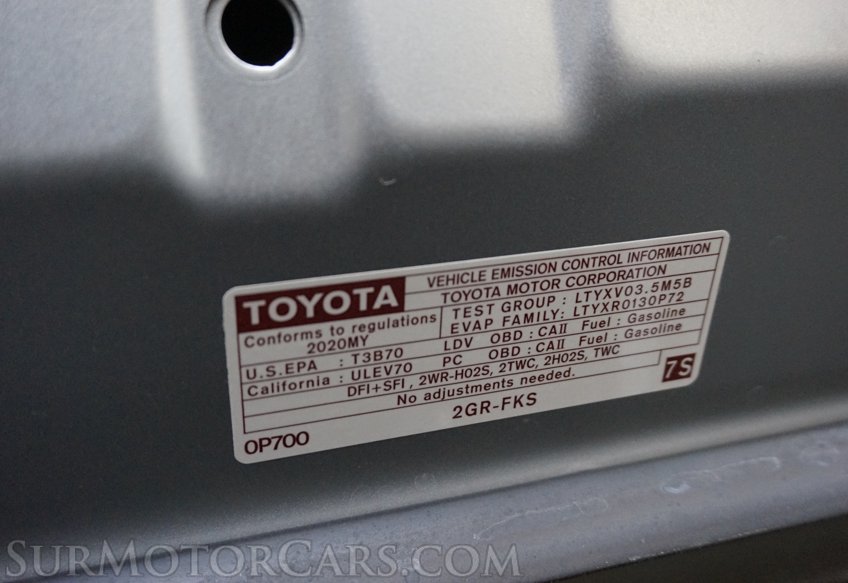 TOYOTA
VEHICLE EMISSION CONTROL INFORMATION
TOYOTA MOTOR CORPORATION
Conforms to regulations
2020MY
TEST GROUP : LTYXV03.5M5B
EVAP FAMILY: LTYXR0130P72
U.S.EPA : T3B70 LDV OBD : CAII Fuel : Gasoline
California : ULEV70 PC OBD : CAII Fuel : Gasoline
DFI+SFI , 2WR-HO2S, 2TWC, 2HO2S, TWC
No adjustments needed.
2GR-FKS
7S
0P700
SURMOTORCARS.COM